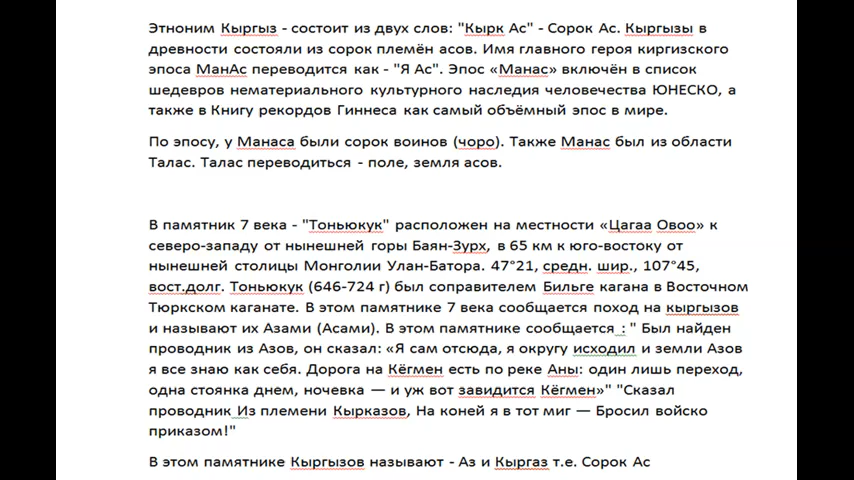 Этноним Кыргыз - состоит из двух слов: "Кырк Ас" - Сорок Ас. Кыргызы в
древности состояли из сорок племён асов. Имя главного героя киргизского
эпоса МанАс переводится как - "Я Ас". Эпос «Манас» включён в список
шедевров нематериального культурного наследия человечества ЮНЕСКО, а
также в Книгу рекордов Гиннеса как самый объёмный эпос в мире.
По эпосу, у Манаса были сорок воинов (чоро). Также Манас был из области
Талас. Талас переводиться - поле, земля асов.
В памятник 7 века - "Тоньюкук" расположен на местности «Цагаа Овоо» к
северо-западу от нынешней горы Баян-Зурх, в 65 км к юго-востоку от
нынешней столицы Монголии Улан-Батора. 47°21, средн. шир., 107°45,
вост.долг. Тоньюкук (646-724 г) был соправителем Бильге кагана в Восточном
Тюркском каганате. В этом памятнике 7 века сообщается поход на кыргызов
и называют их Азами (Асами). В этом памятнике сообщается : " Был найден
проводник из Азов, он сказал: «Я сам отсюда, я округу исходил и земли Азов
я все знаю как себя. Дорога на Кёгмен есть по реке Аны: один лишь переход,
одна стоянка днем, ночевка — и уж вот завидится Кёгмен»" "Сказал
проводник Из племени Кырказов, На коней я в тот миг — Бросил войско
приказом!"
В этом памятнике Кыргызов называют - Аз и Кыргаз т.е. Сорок Ас